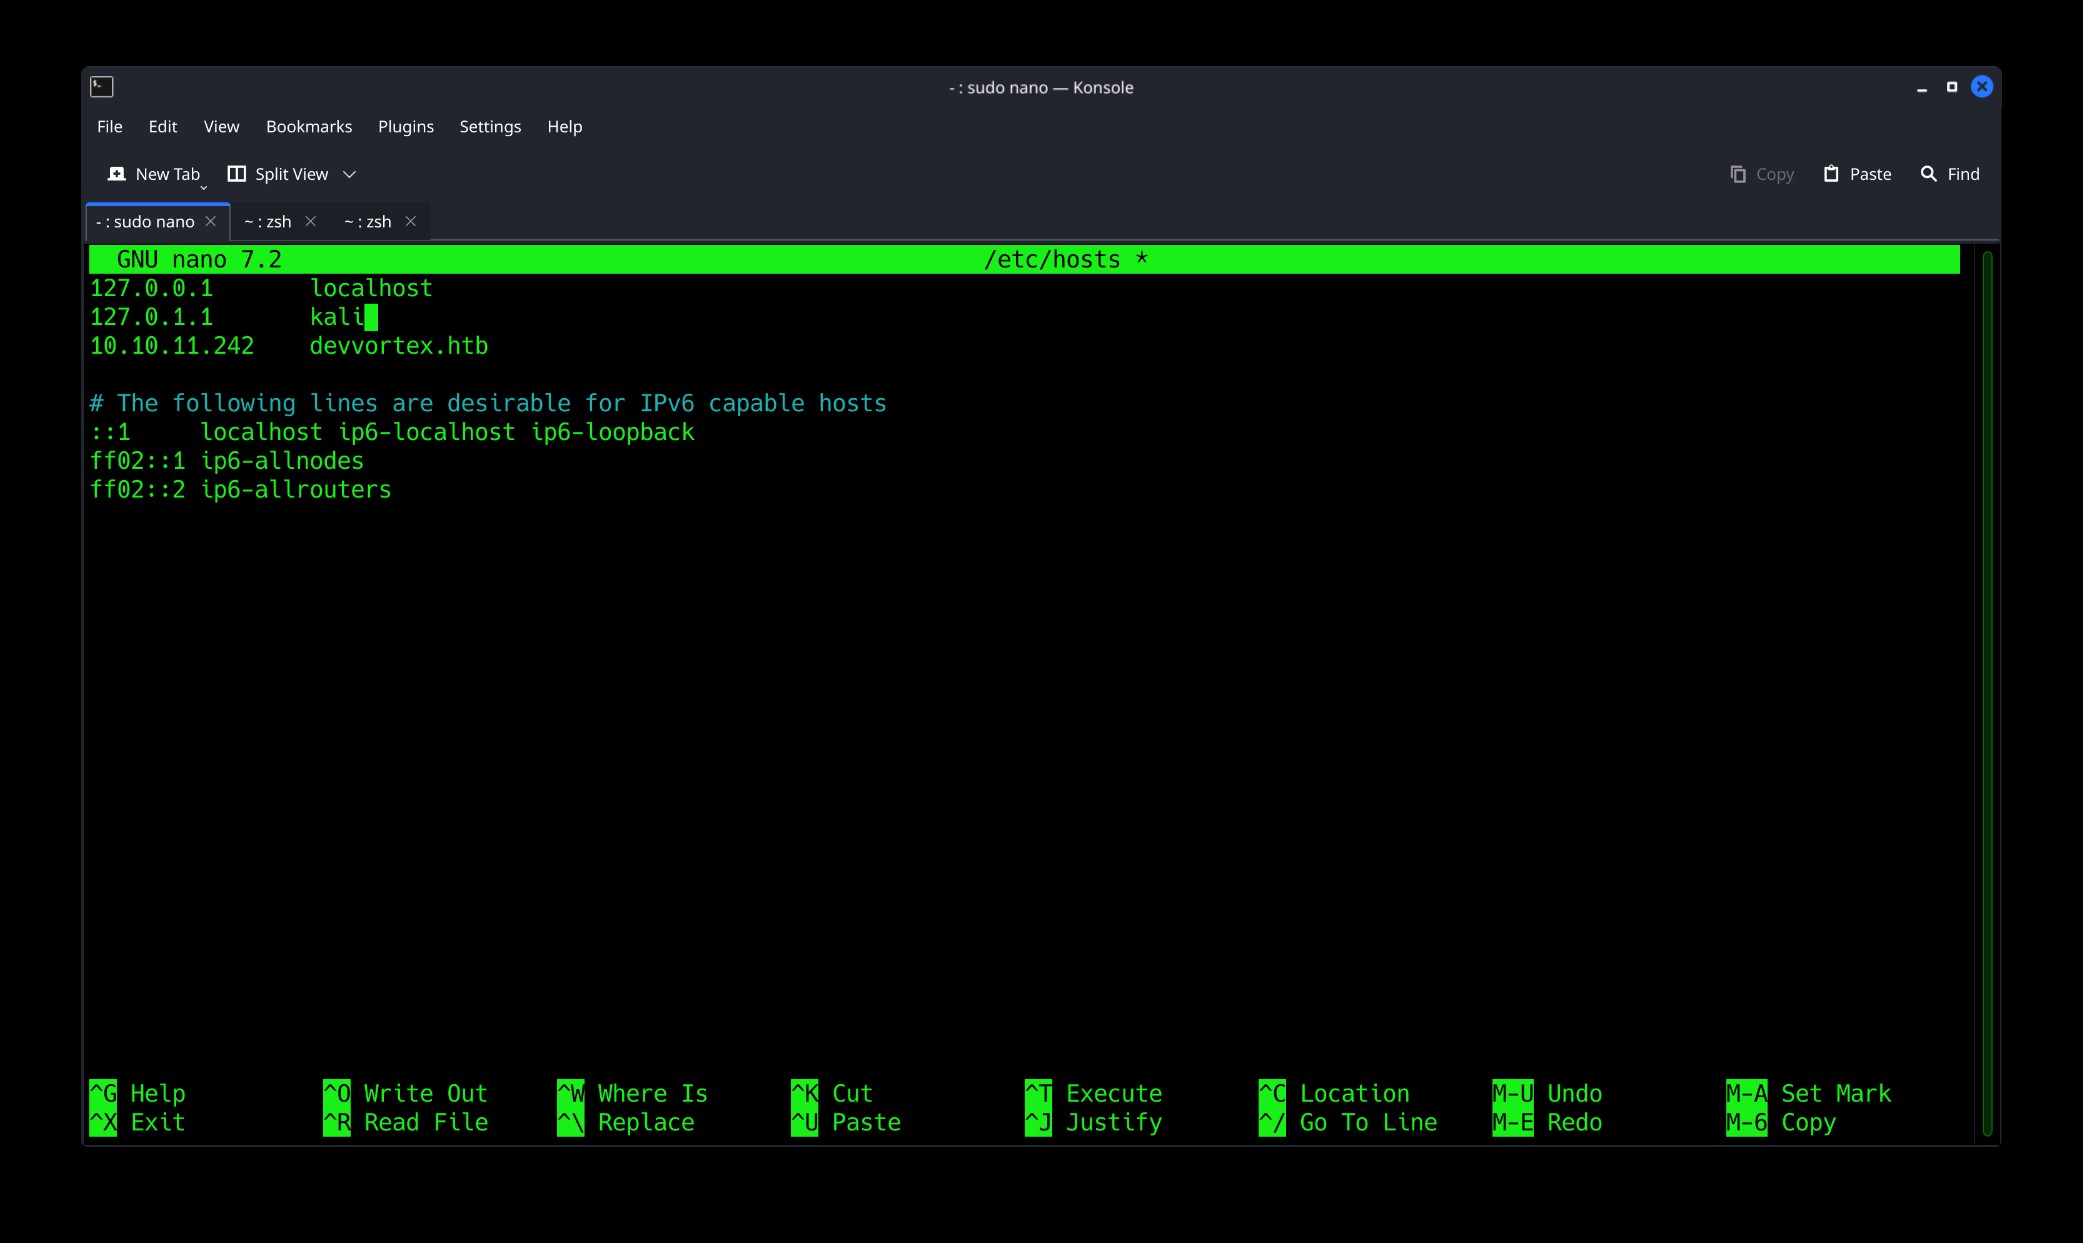 - : sudo nano — Konsole
File Edit View Bookmarks Plugins Settings Help
New Tab Split View Copy Paste Find
- : sudo nano ~ : zsh ~ : zsh
GNU nano 7.2 /etc/hosts *
127.0.0.1 localhost
127.0.1.1 kali
10.10.11.242 devvortex.htb
# The following lines are desirable for IPv6 capable hosts
::1 localhost ip6-localhost ip6-loopback
ff02::1 ip6-allnodes
ff02::2 ip6-allrouters
^G Help ^O Write Out ^W Where Is ^K Cut ^T Execute ^C Location M-U Undo M-A Set Mark
^X Exit ^R Read File ^\ Replace ^U Paste ^J Justify ^/ Go To Line M-E Redo M-6 Copy